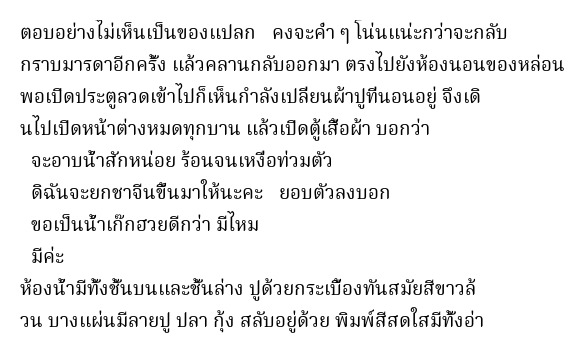 ตอบอย่างไม่เห็นเป็นของแปลก   คงจะค่ำ ๆ โน่นแน่ะกว่าจะกลับ
กราบมารดาอีกครั้ง แล้วคลานกลับออกมา ตรงไปยังห้องนอนของหล่อน
พอเปิดประตูลวดเข้าไปก็เห็นกำลังเปลี่ยนผ้าปูที่นอนอยู่ จึงเดิ
นไปเปิดหน้าต่างหมดทุกบาน แล้วเปิดตู้เสื้อผ้า บอกว่า
จะอาบน้ำสักหน่อย ร้อนจนเหงื่อท่วมตัว
ดิฉันจะยกชาจีนขึ้นมาให้นะคะ   ยอบตัวลงบอก
ขอเป็นน้ำเก๊กฮวยดีกว่า มีไหม
มีค่ะ
ห้องน้ำมีทั้งชั้นบนและชั้นล่าง ปูด้วยกระเบื้องทันสมัยสีขาวล้
วน บางแผ่นมีลายปู ปลา กุ้ง สลับอยู่ด้วย พิมพ์สีสดใสมีทั้งอ่า